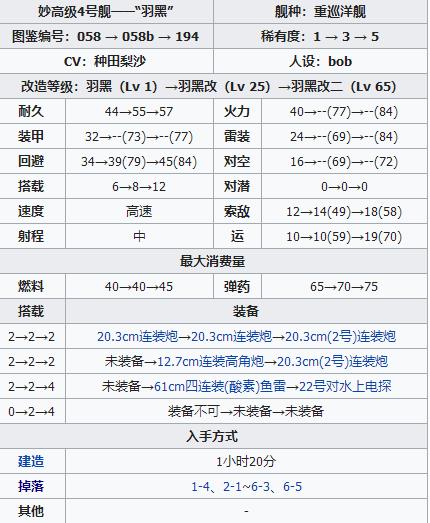 妙高级4号舰——“羽黑” 舰种：重巡洋舰
图鉴编号：058 → 058b → 194 稀有度：1 → 3 → 5
CV：种田梨沙 人设：bob
改造等级：羽黑（Lv 1）→羽黑改（Lv 25）→羽黑改二（Lv 65）
耐久 44→55→57 火力 40→--(77)→--(84)
装甲 32→--(73)→--(77) 雷装 24→--(69)→--(84)
回避 34→39(79)→45(84) 对空 16→--(69)→--(72)
搭载 6→8→12 对潜 0→0→0
速度 高速 索敌 12→14(49)→18(58)
射程 中 运 10→10(59)→19(70)
最大消费量
燃料 40→40→45 弹药 65→70→75
搭载 装备
2→2→2 20.3cm连装炮→20.3cm连装炮→20.3cm(2号)连装炮
2→2→2 未装备→12.7cm连装高角炮→20.3cm(2号)连装炮
2→2→4 未装备→61cm四连装(酸素)鱼雷→22号对水上电探
0→2→4 装备不可→未装备→未装备
入手方式
建造 1小时20分
掉落 1-4、2-1~6-3、6-5
其他 -